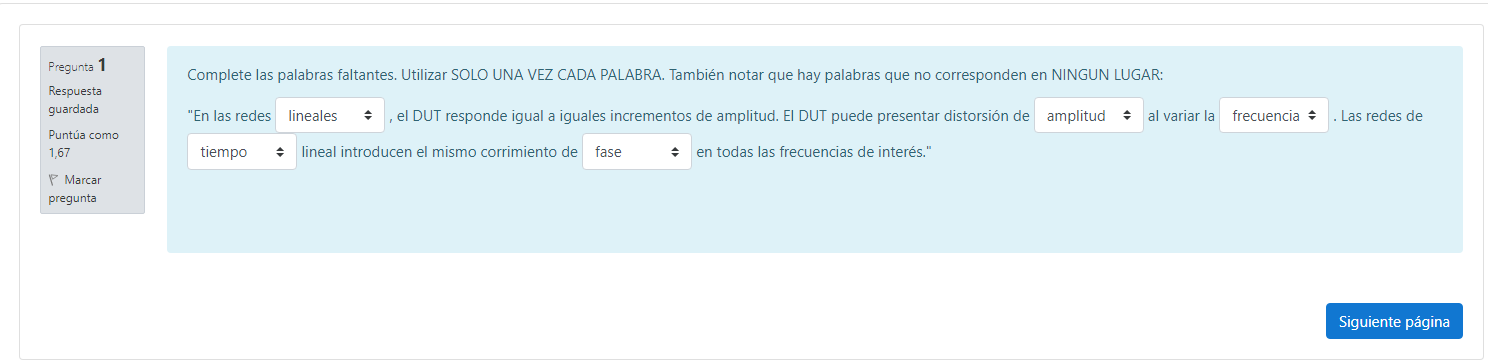 Pregunta 1
Respuesta
guardada
Puntúa como
1,67
Marcar
pregunta
Complete las palabras faltantes. Utilizar SOLO UNA VEZ CADA PALABRA. También notar que hay palabras que no corresponden en NINGUN LUGAR:
"En las redes lineales , el DUT responde igual a iguales incrementos de amplitud. El DUT puede presentar distorsión de amplitud al variar la frecuencia . Las redes de
tiempo lineal introducen el mismo corrimiento de fase en todas las frecuencias de interés."
Siguiente página